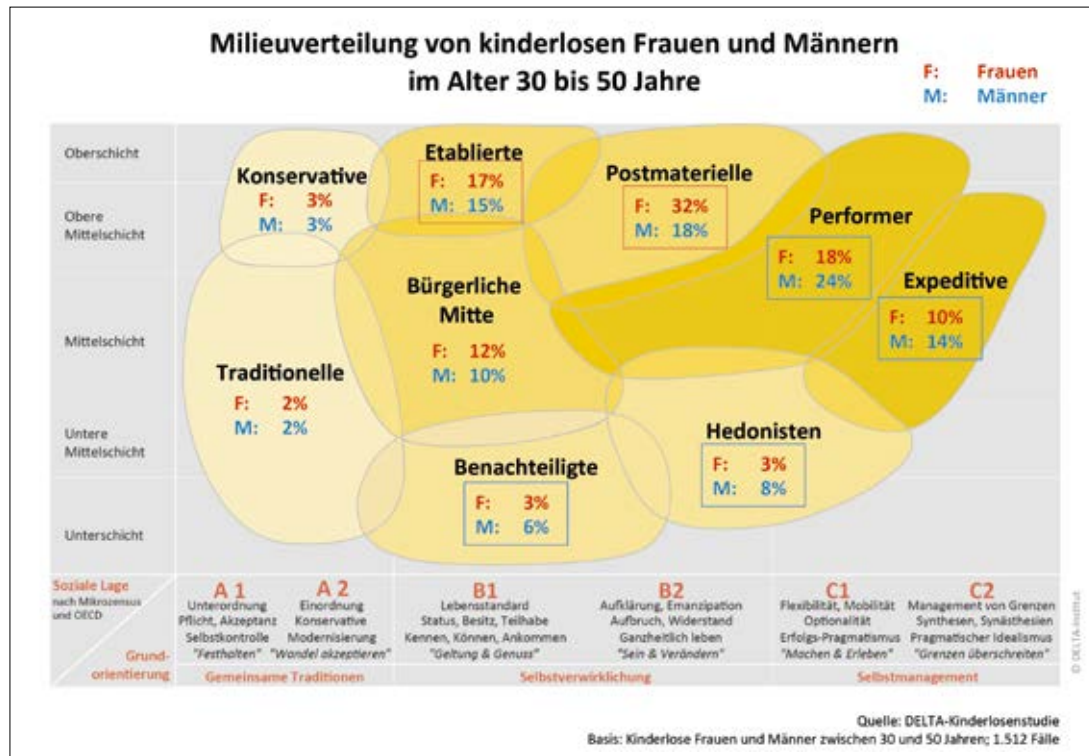 Milieuverteilung von kinderlosen Frauen und Männern
im Alter 30 bis 50 Jahre
F: Frauen
M: Männer
Oberschicht
Obere
Mittelschicht
Mittelschicht
Untere
Mittelschicht
Unterschicht
Konservative
F: 3%
M: 3%
Etablierte
F: 17%
M: 15%
Postmaterielle
F: 32%
M: 18%
Performer
F: 18%
M: 24%
Expeditive
F: 10%
M: 14%
Bürgerliche
Mitte
F: 12%
M: 10%
Traditionelle
F: 2%
M: 2%
Hedonisten
F: 3%
M: 8%
Benachteiligte
F: 3%
M: 6%
Soziale Lage
nach Mikrozensus
und OECD
Grund-
orientierung
A 1
Unterordnung
Pflicht, Akzeptanz
Selbstkontrolle
"Festhalten"
A 2
Einordnung
Konservative
Modernisierung
"Wandel akzeptieren"
B1
Lebensstandard
Status, Besitz, Teilhabe
Kennen, Können, Ankommen
"Geltung & Genuss"
B2
Aufklärung, Emanzipation
Aufbruch, Widerstand
Ganzheitlich leben
"Sein & Verändern"
C1
Flexibilität, Mobilität
Optionalität
Erfolgs-Pragmatismus
"Machen & Erleben"
C2
Management von Grenzen
Synthesen, Synästhesien
Pragmatischer Idealismus
"Grenzen überschreiten"
Gemeinsame Traditionen
Selbstverwirklichung
Selbstmanagement
© DELTA-Institut
Quelle: DELTA-Kinderlosenstudie
Basis: Kinderlose Frauen und Männer zwischen 30 und 50 Jahren; 1.512 Fälle